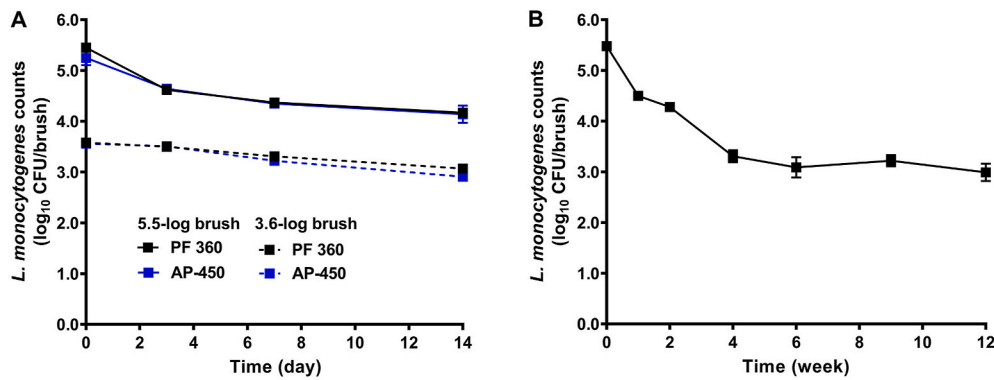 A
L. monocytogenes counts
(log10 CFU/brush)
6.0
5.0
4.0
3.0
2.0
1.0
0.0
5.5-log brush 3.6-log brush
PF 360 PF 360
AP-450 AP-450
0 2 4 6 8 10 12 14
Time (day)
B
L. monocytogenes counts
(log10 CFU/brush)
6.0
5.0
4.0
3.0
2.0
1.0
0.0
0 2 4 6 8 10 12
Time (week)